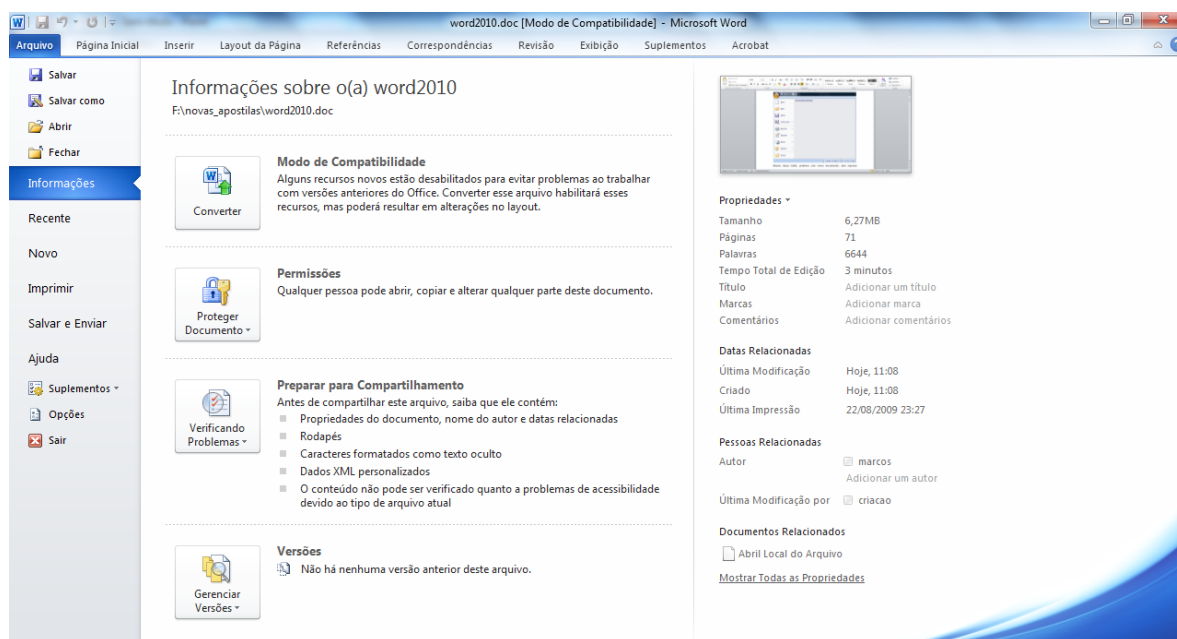 word2010.doc [Modo de Compatibilidade] - Microsoft Word
Arquivo Página Inicial Inserir Layout da Página Referências Correspondências Revisão Exibição Suplementos Acrobat
Salvar
Salvar como
Abrir
Fechar
Informações
Recente
Novo
Imprimir
Salvar e Enviar
Ajuda
Suplementos
Opções
Sair
Informações sobre o(a) word2010
F:\novas_apostilas\word2010.doc
Converter
Modo de Compatibilidade
Alguns recursos novos estão desabilitados para evitar problemas ao trabalhar
com versões anteriores do Office. Converter esse arquivo habilitará esses
recursos, mas poderá resultar em alterações no layout.
Proteger
Documento
Permissões
Qualquer pessoa pode abrir, copiar e alterar qualquer parte deste documento.
Verificando
Problemas
Preparar para Compartilhamento
Antes de compartilhar este arquivo, saiba que ele contém:
Propriedades do documento, nome do autor e datas relacionadas
Rodapés
Caracteres formatados como texto oculto
Dados XML personalizados
O conteúdo não pode ser verificado quanto a problemas de acessibilidade
devido ao tipo de arquivo atual
Gerenciar
Versões
Versões
Não há nenhuma versão anterior deste arquivo.
Propriedades
Tamanho 6,27MB
Páginas 71
Palavras 6644
Tempo Total de Edição 3 minutos
Título Adicionar um título
Marcas Adicionar marca
Comentários Adicionar comentários
Datas Relacionadas
Última Modificação Hoje, 11:08
Criado Hoje, 11:08
Última Impressão 22/08/2009 23:27
Pessoas Relacionadas
Autor marcos
Adicionar um autor
Última Modificação por criacao
Documentos Relacionados
Abril Local do Arquivo
Mostrar Todas as Propriedades